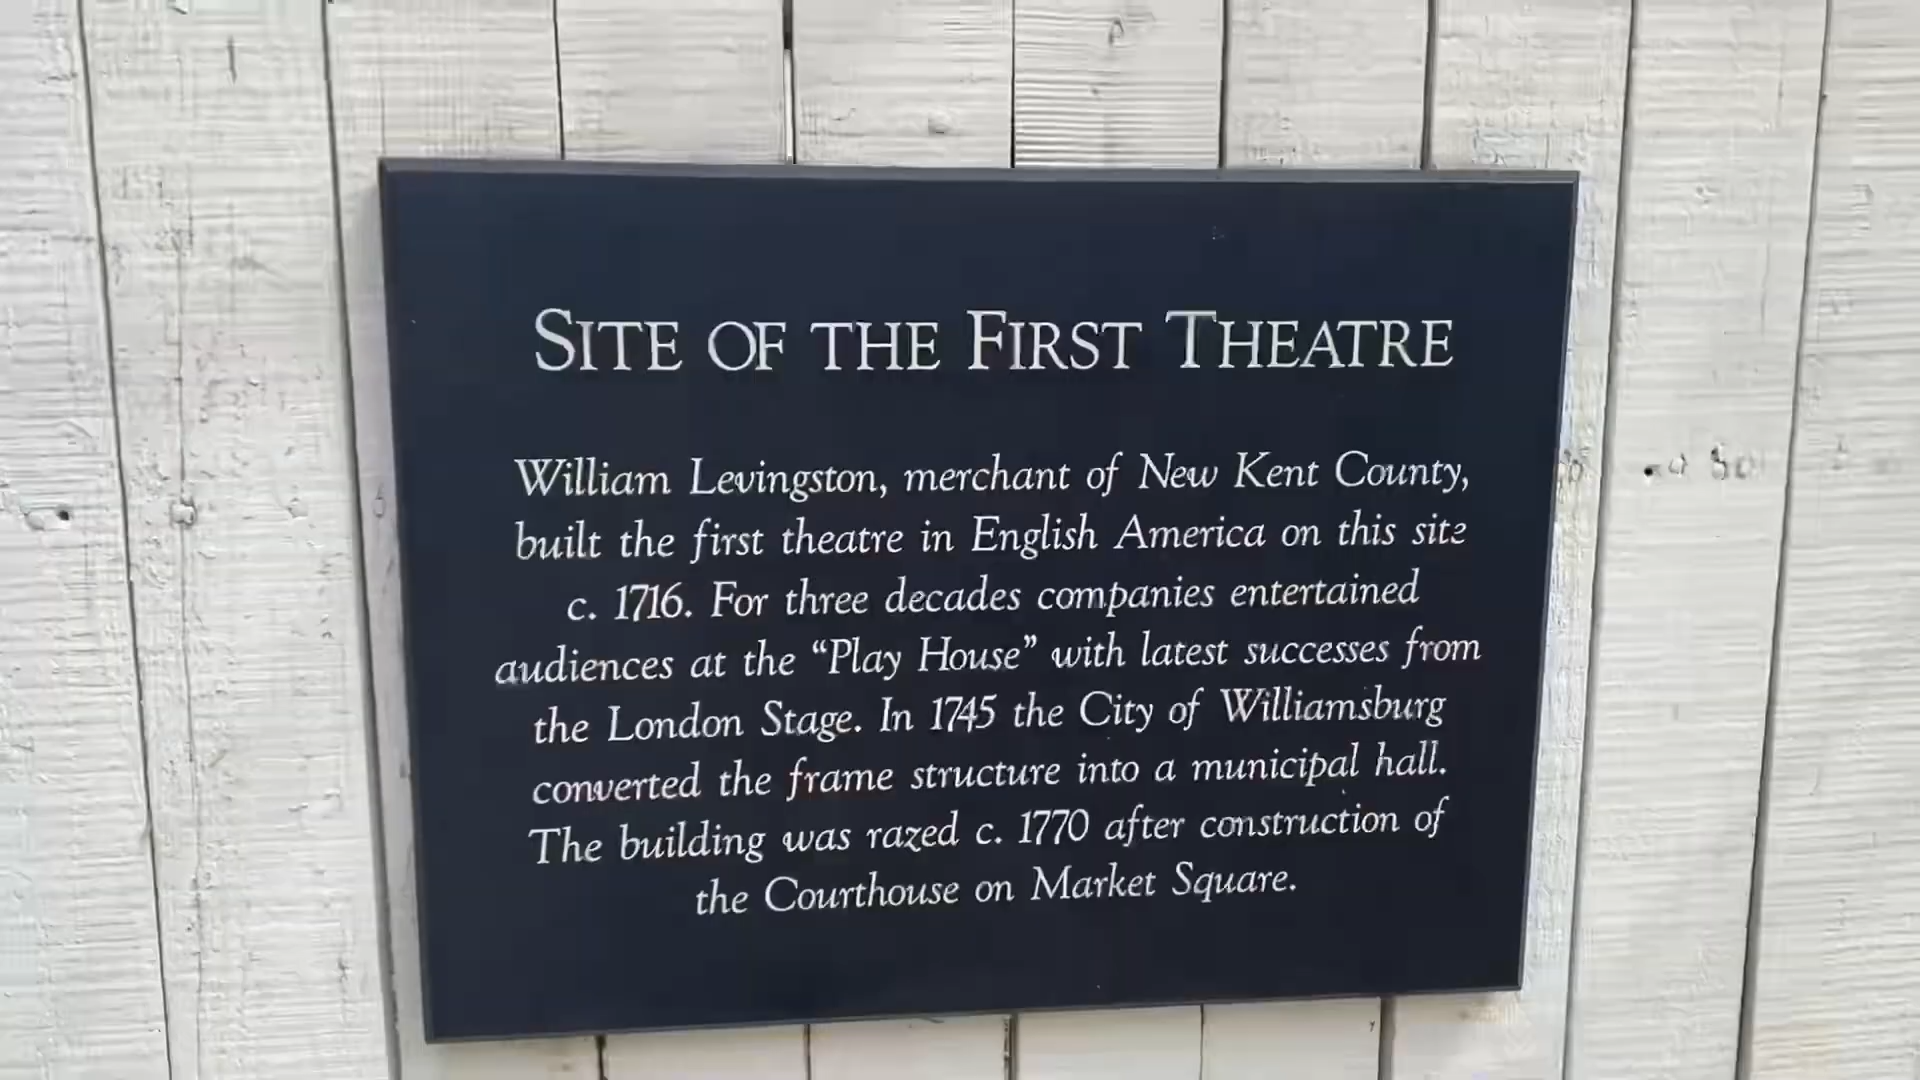 SITE OF THE FIRST THEATRE
William Levingston, merchant of New Kent County,
built the first theatre in English America on this site
c. 1716. For three decades companies entertained
audiences at the “Play House” with latest successes from
the London Stage. In 1745 the City of Williamsburg
converted the frame structure into a municipal hall.
The building was razed c. 1770 after construction of
the Courthouse on Market Square.